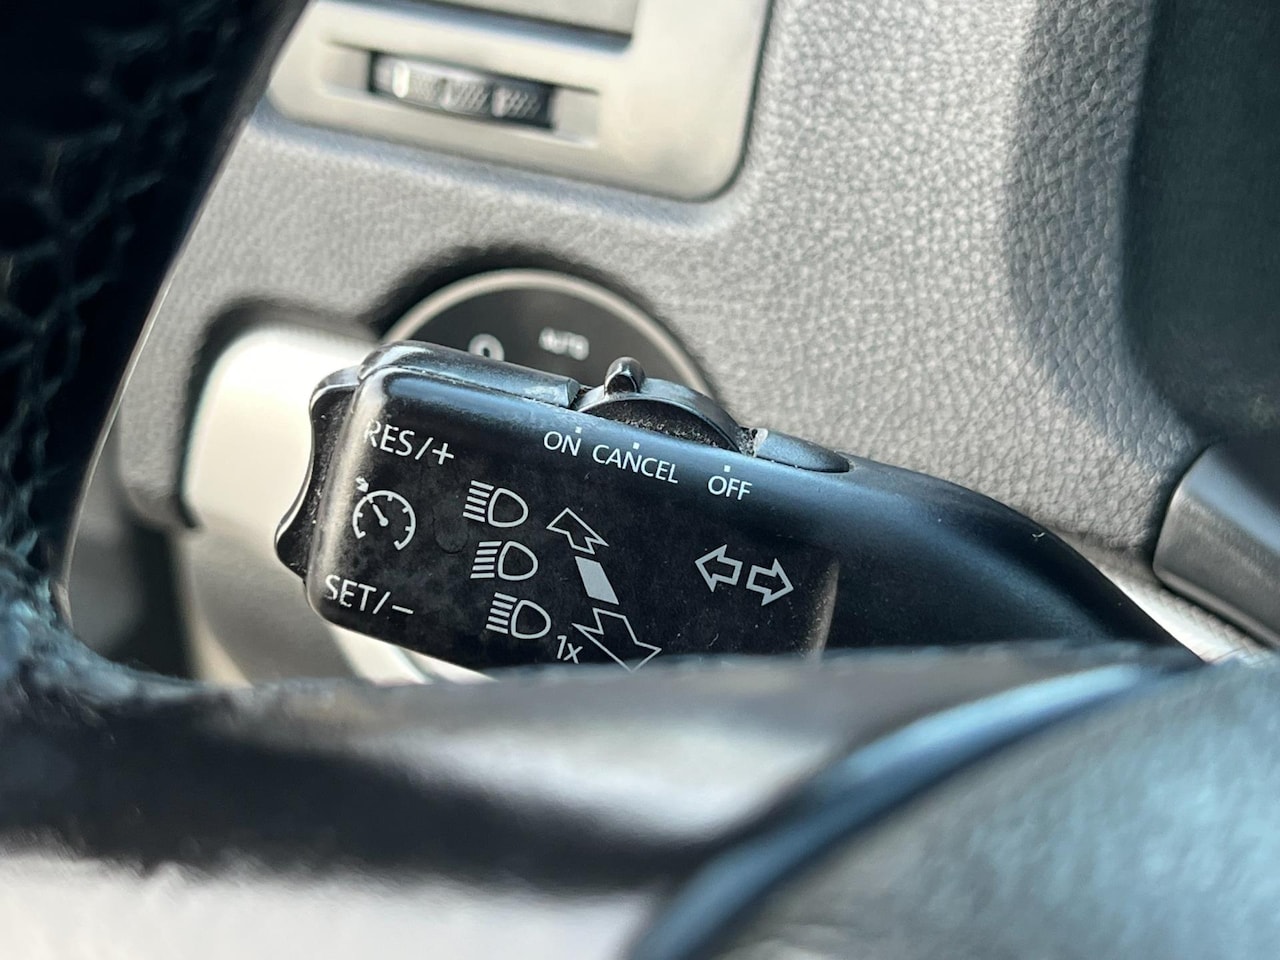 AUTO
RES/+
ON CANCEL OFF
SET/−
1x